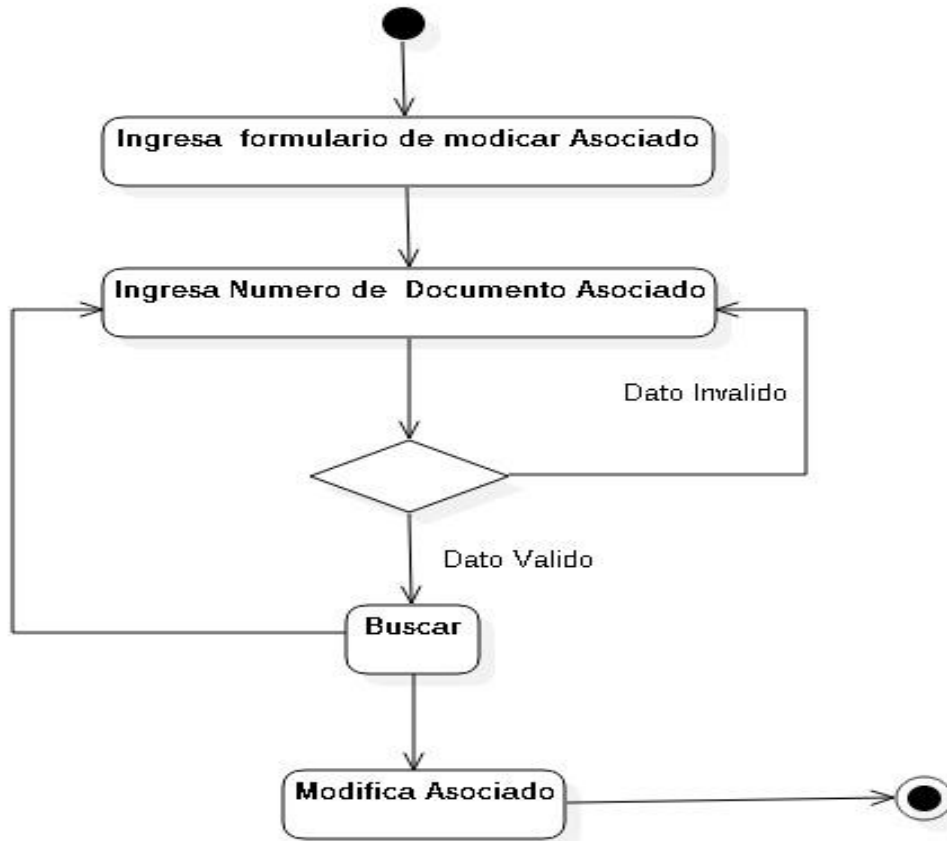 Ingresa formulario de modicar Asociado
Ingresa Numero de Documento Asociado
Dato Invalido
Dato Valido
Buscar
Modifica Asociado